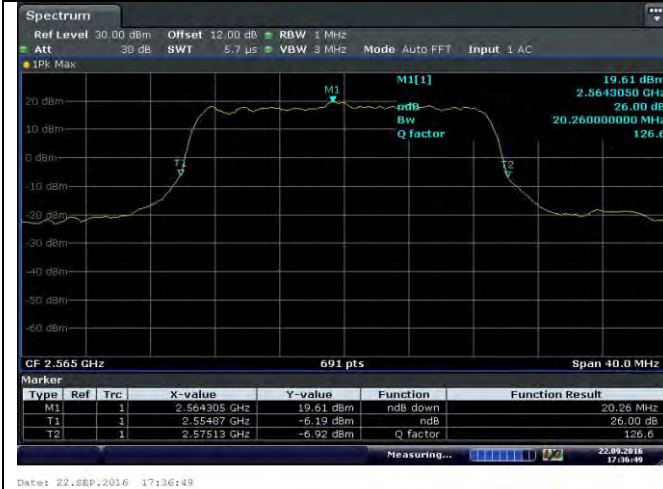 Spectrum
Ref Level 30.00 dBm Offset 12.00 dB RBW 1 MHz
Att 30 dB SWT 5.7 µs VBW 3 MHz Mode Auto FFT Input 1 AC
1Pk Max
M1[1] 19.61 dBm
2.5643050 GHz
M1
20 dBm
ndB 26.00 dB
Bw 20.260000000 MHz
10 dBm
Q factor 126.6
0 dBm
T1
T2
-10 dBm
-20 dBm
-30 dBm
-40 dBm
-50 dBm
-60 dBm
CF 2.565 GHz 691 pts Span 40.0 MHz
Marker
Type Ref Trc X-value Y-value Function Function Result
M1 1 2.564305 GHz 19.61 dBm ndB down 20.26 MHz
T1 1 2.55487 GHz -6.19 dBm ndB 26.00 dB
T2 1 2.57513 GHz -6.92 dBm Q factor 126.6
Measuring... 22.09.2016
17:36:49
Date: 22.SEP.2016 17:36:49